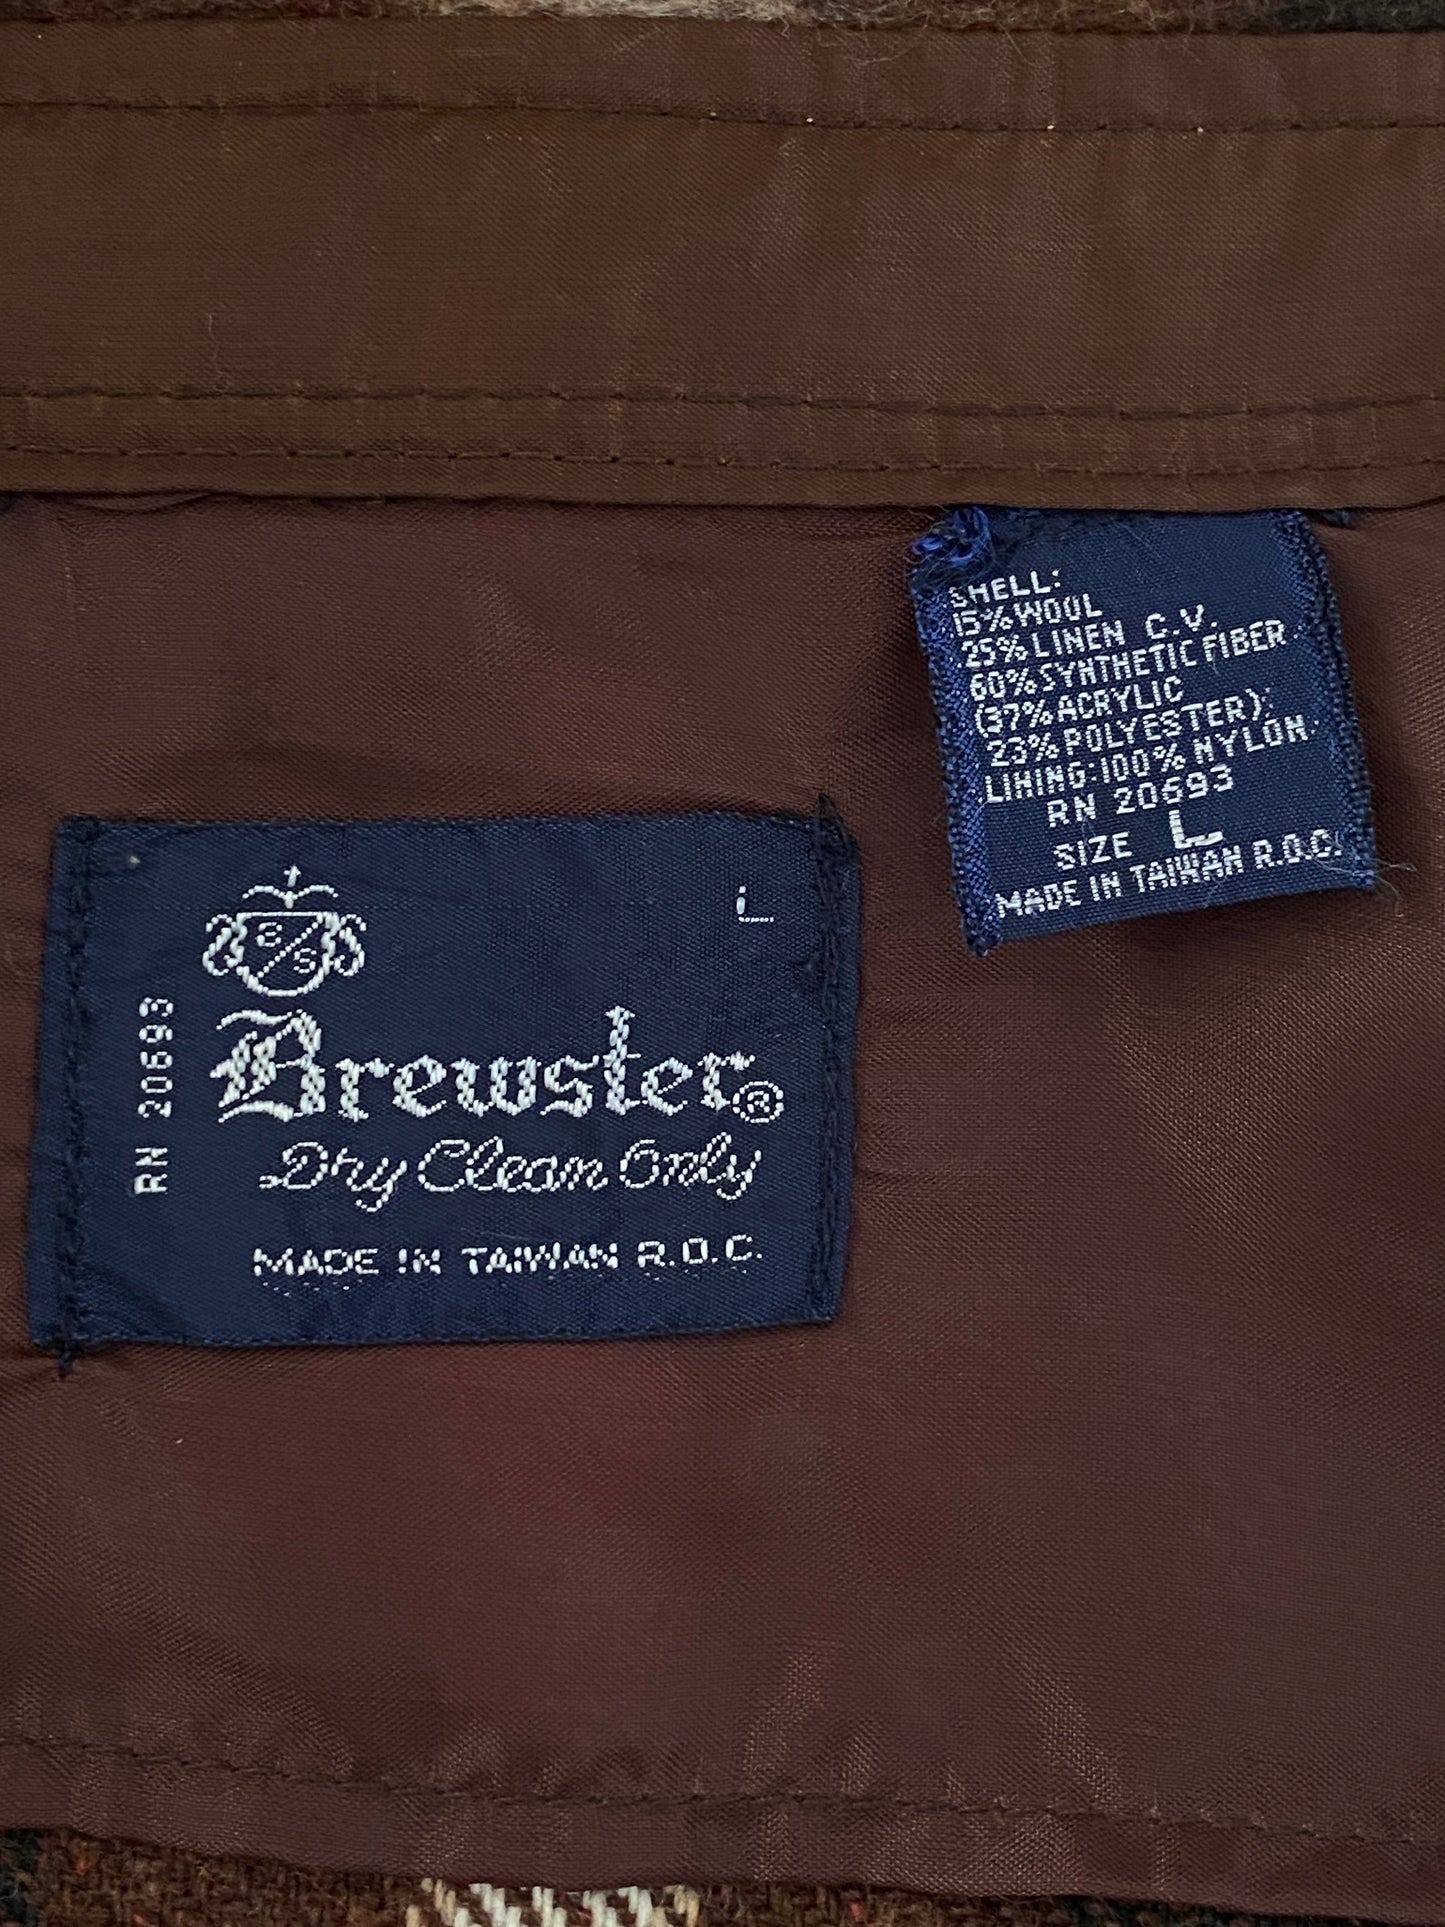 SHELL:
15% WOOL
25% LINEN C.V.
60% SYNTHETIC FIBER
(37% ACRYLIC
23% POLYESTER):
LINING: 100% NYLON.
RN 20693
SIZE L
MADE IN TAIWAN R.O.C.
L
B/S
RN 20693
Brewster®
Dry Clean Only
MADE IN TAIWAN R.O.C.